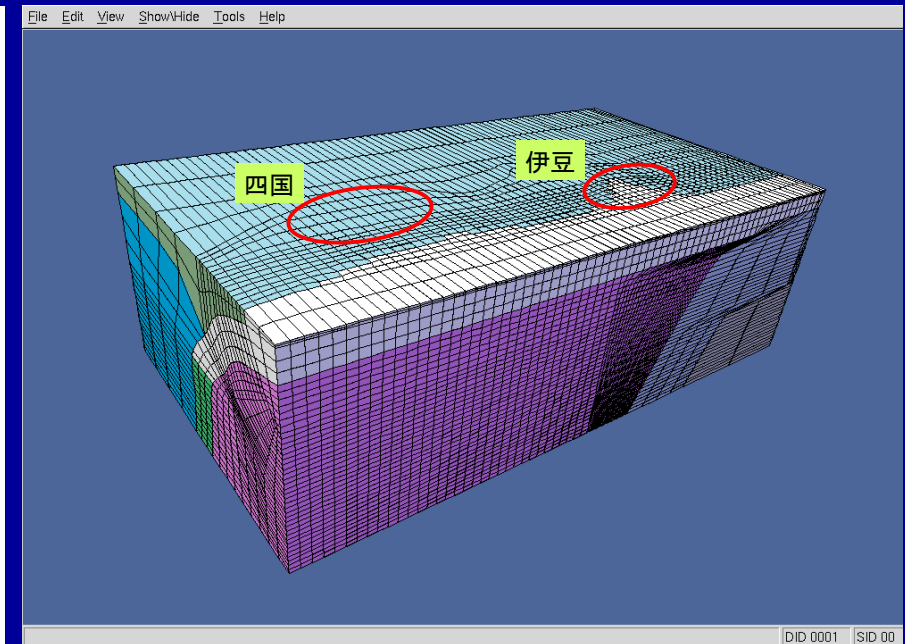 File Edit View Show\Hide Tools Help
伊豆
四国
DID 0001 SID 00